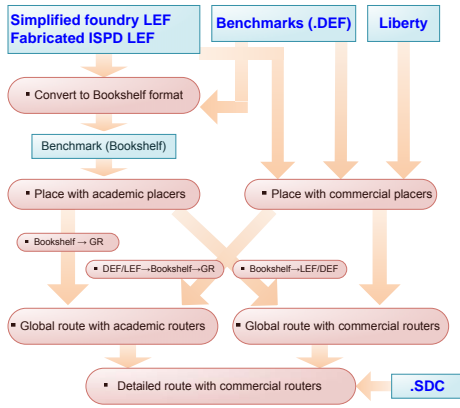 Simplified foundry LEF
Fabricated ISPD LEF
Benchmarks (.DEF)
Liberty
▪ Convert to Bookshelf format
Benchmark (Bookshelf)
▪ Place with academic placers
▪ Place with commercial placers
▪ Bookshelf → GR
▪ DEF/LEF→Bookshelf→GR
▪ Bookshelf→LEF/DEF
▪ Global route with academic routers
▪ Global route with commercial routers
▪ Detailed route with commercial routers
.SDC